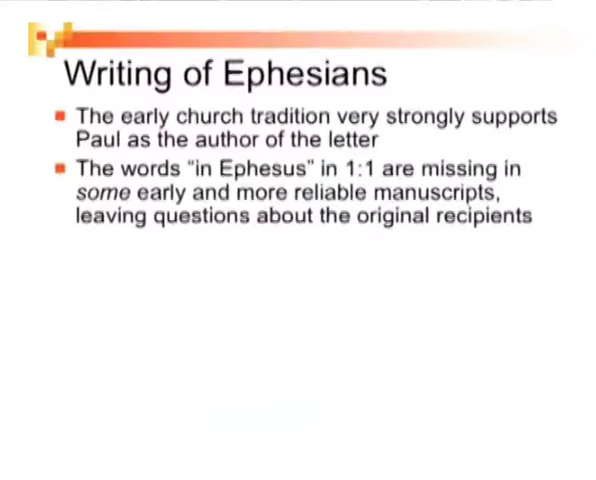 Writing of Ephesians
The early church tradition very strongly supports
Paul as the author of the letter
The words "in Ephesus" in 1:1 are missing in
some early and more reliable manuscripts,
leaving questions about the original recipients